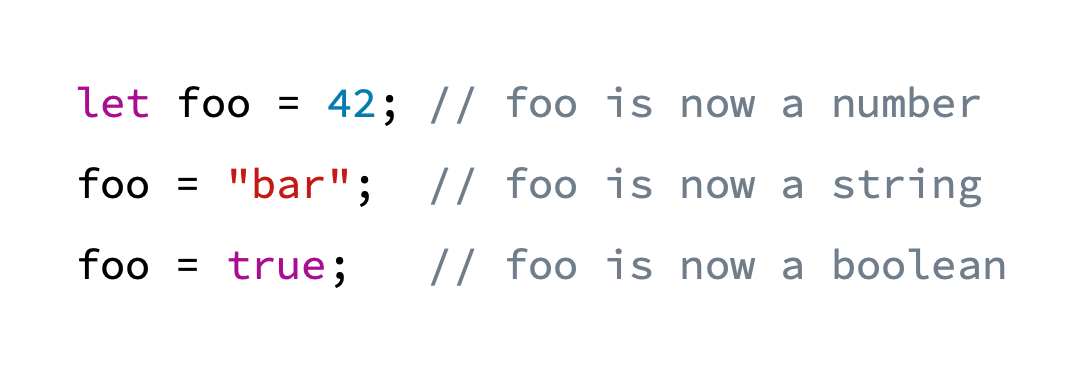 let foo = 42; // foo is now a number
foo = "bar";  // foo is now a string
foo = true;   // foo is now a boolean